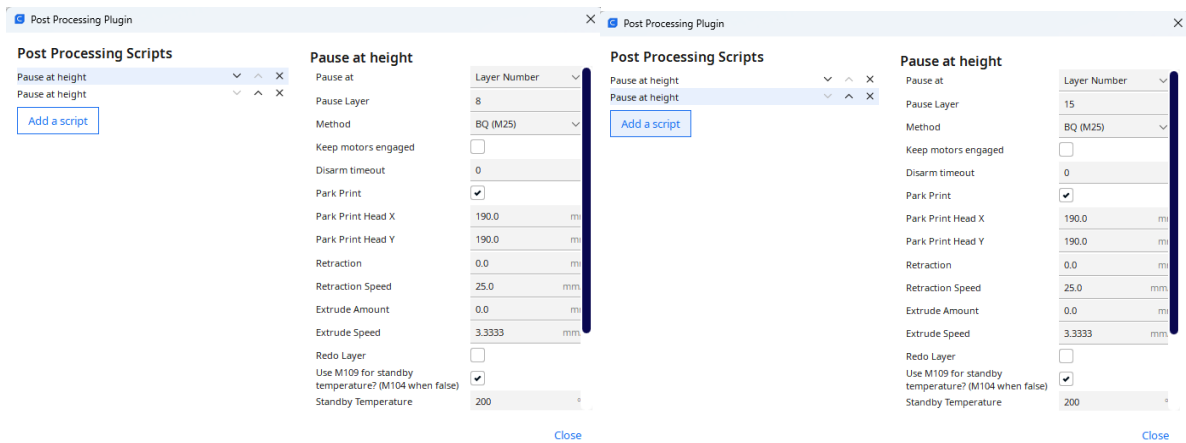 Post Processing Plugin
Post Processing Scripts
Pause at height
Pause at height
Add a script
Pause at height
Pause at Layer Number
Pause Layer 8
Method BQ (M25)
Keep motors engaged
Disarm timeout 0
Park Print
Park Print Head X 190.0 m
Park Print Head Y 190.0 m
Retraction 0.0 m
Retraction Speed 25.0 mm
Extrude Amount 0.0 m
Extrude Speed 3.3333 mm
Redo Layer
Use M109 for standby
temperature? (M104 when false)
Standby Temperature 200 °
Close
Post Processing Plugin
Post Processing Scripts
Pause at height
Pause at height
Add a script
Pause at height
Pause at Layer Number
Pause Layer 15
Method BQ (M25)
Keep motors engaged
Disarm timeout 0
Park Print
Park Print Head X 190.0 m
Park Print Head Y 190.0 m
Retraction 0.0 m
Retraction Speed 25.0 mm
Extrude Amount 0.0 m
Extrude Speed 3.3333 mm
Redo Layer
Use M109 for standby
temperature? (M104 when false)
Standby Temperature 200 °
Close